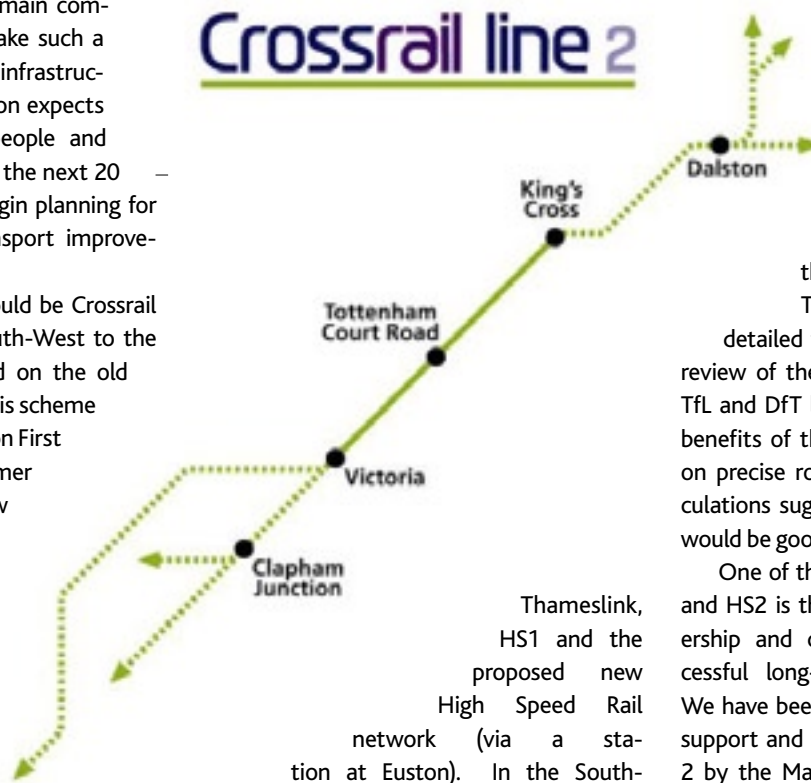 Crossrail line 2
main com-
ake such a
infrastruc-
on expects
eople and
the next 20 –
gin planning for
nsport improve-
ould be Crossrail
uth-West to the
d on the old
is scheme
on First
mer
w
Dalston
King's
Cross
Tottenham
Court Road
Victoria
Clapham
Junction
Thameslink,
HS1 and the
proposed new
High Speed Rail
network (via a sta-
tion at Euston). In the South-
th
T
detailed
review of the
TfL and DfT
benefits of th
on precise ro
culations sug
would be goo
One of th
and HS2 is th
ership and c
cessful long-
We have bee
support and
2 by the Ma